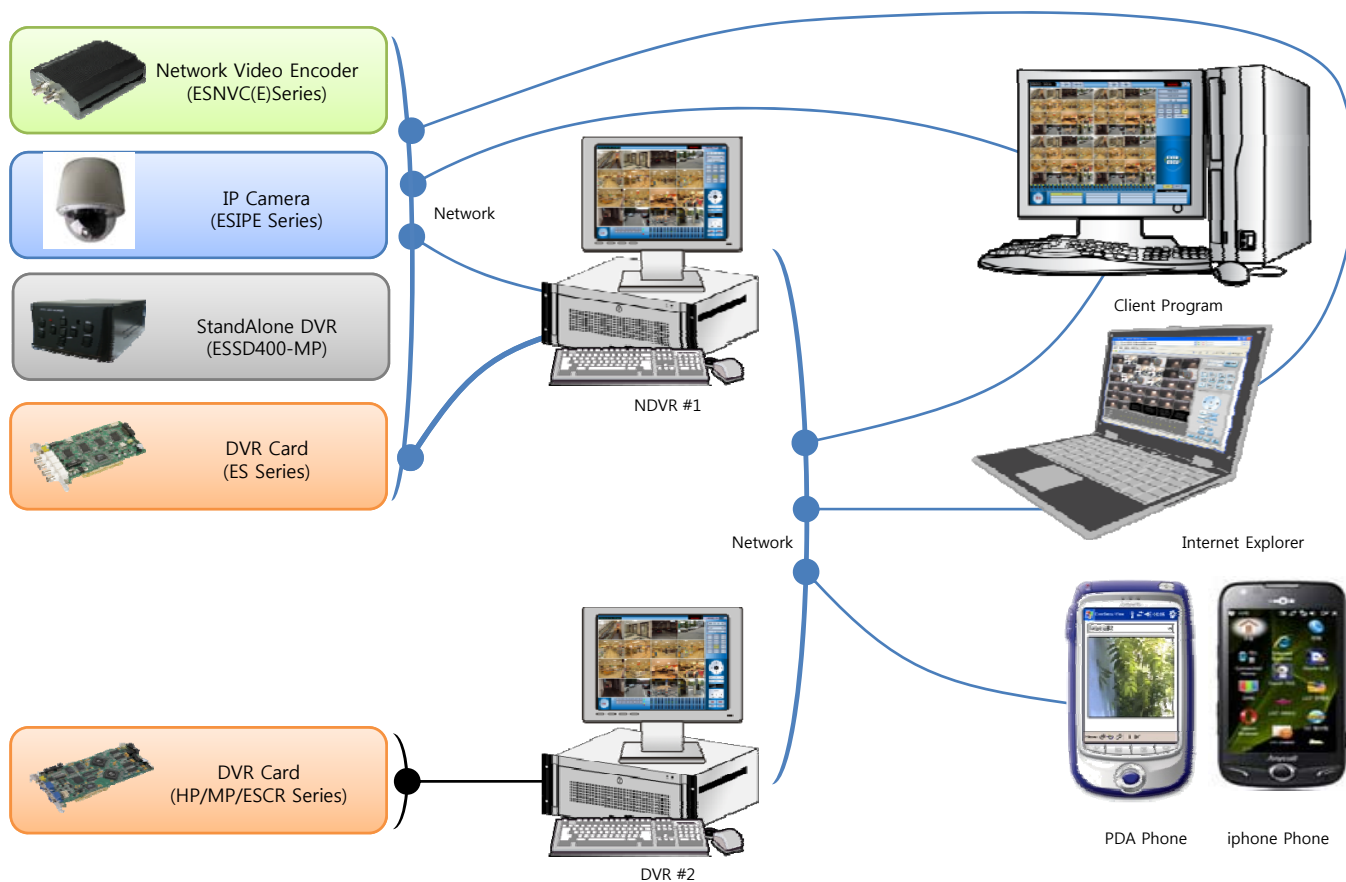 Network Video Encoder
(ESNVC(E)Series)
IP Camera
(ESIPE Series)
Network
StandAlone DVR
(ESSD400-MP)
DVR Card
(ES Series)
NDVR #1
Client Program
Internet Explorer
Network
DVR Card
(HP/MP/ESCR Series)
DVR #2
PDA Phone
iphone Phone